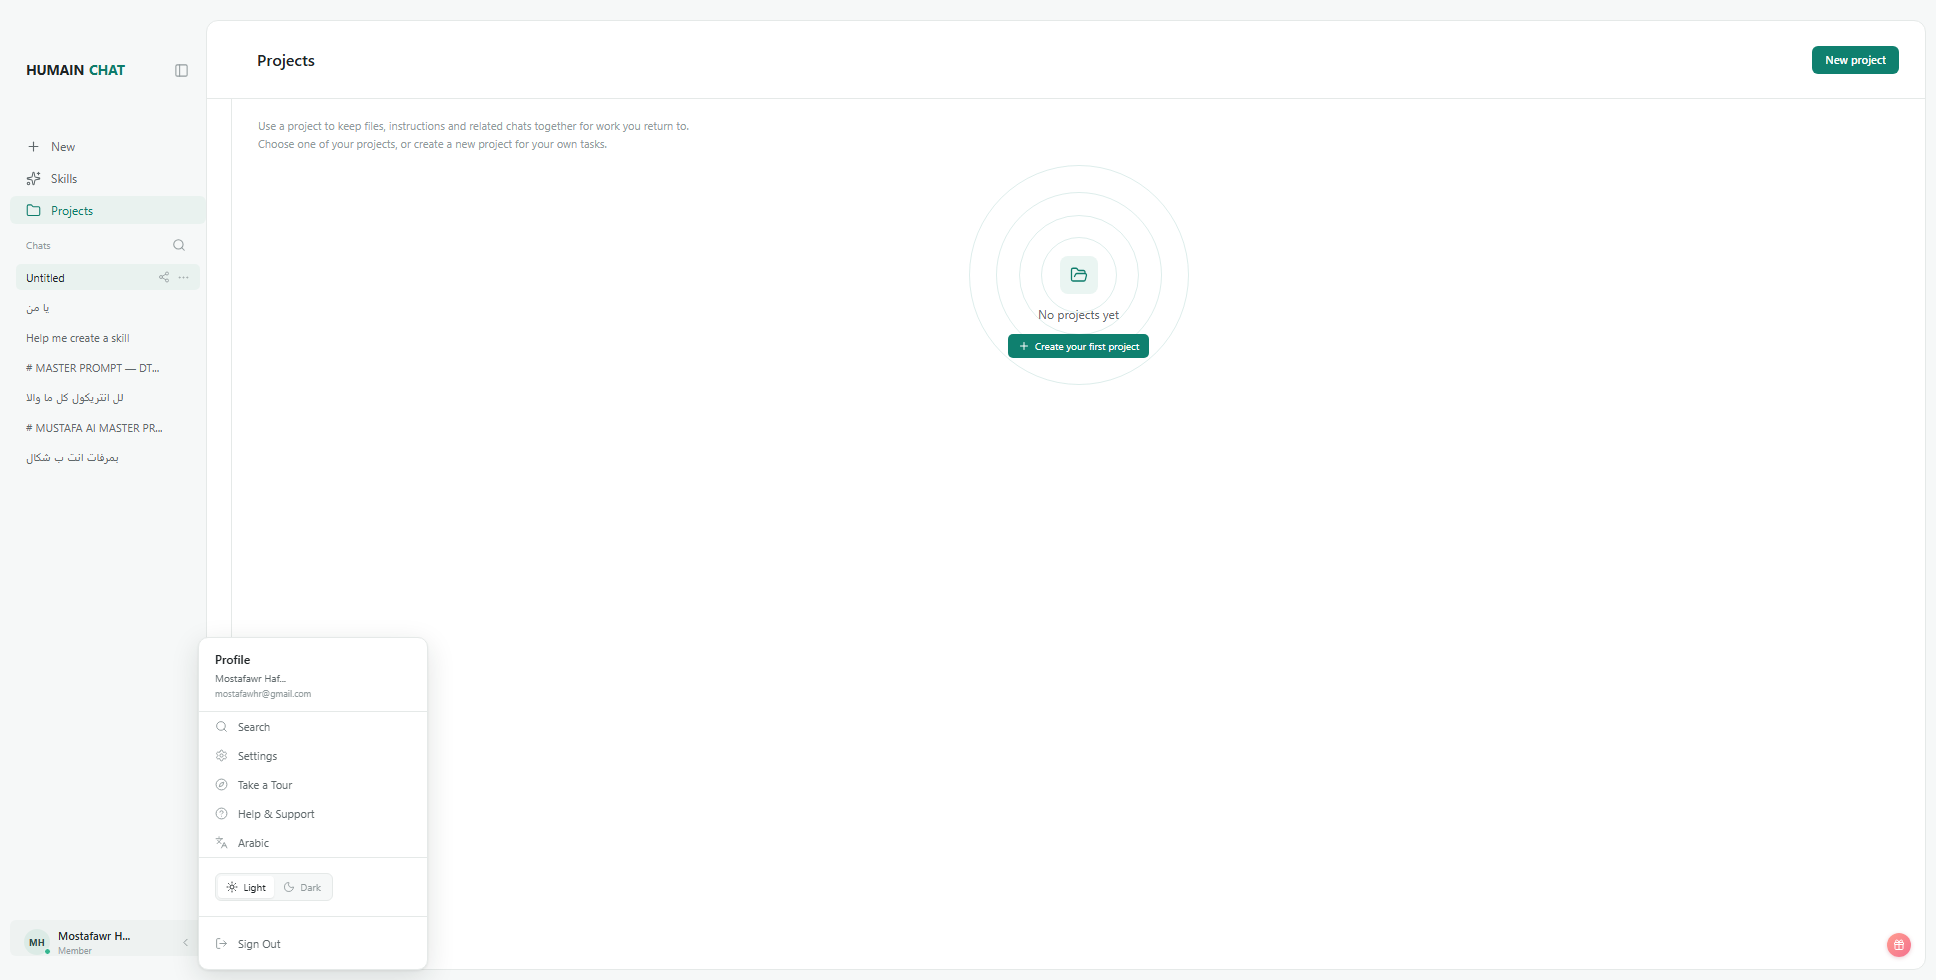 HUMAIN CHAT
New
Skills
Projects
Chats
Untitled
يا من
Help me create a skill
# MASTER PROMPT — DT...
لل انتريكول كل ما والا
# MUSTAFA AI MASTER PR...
بمرفات انت ب شكال
MH
Mostafawr H...
Member
Projects
New project
Use a project to keep files, instructions and related chats together for work you return to.
Choose one of your projects, or create a new project for your own tasks.
No projects yet
Create your first project
Profile
Mostafawr Haf...
mostafawhr@gmail.com
Search
Settings
Take a Tour
Help & Support
Arabic
Light
Dark
Sign Out